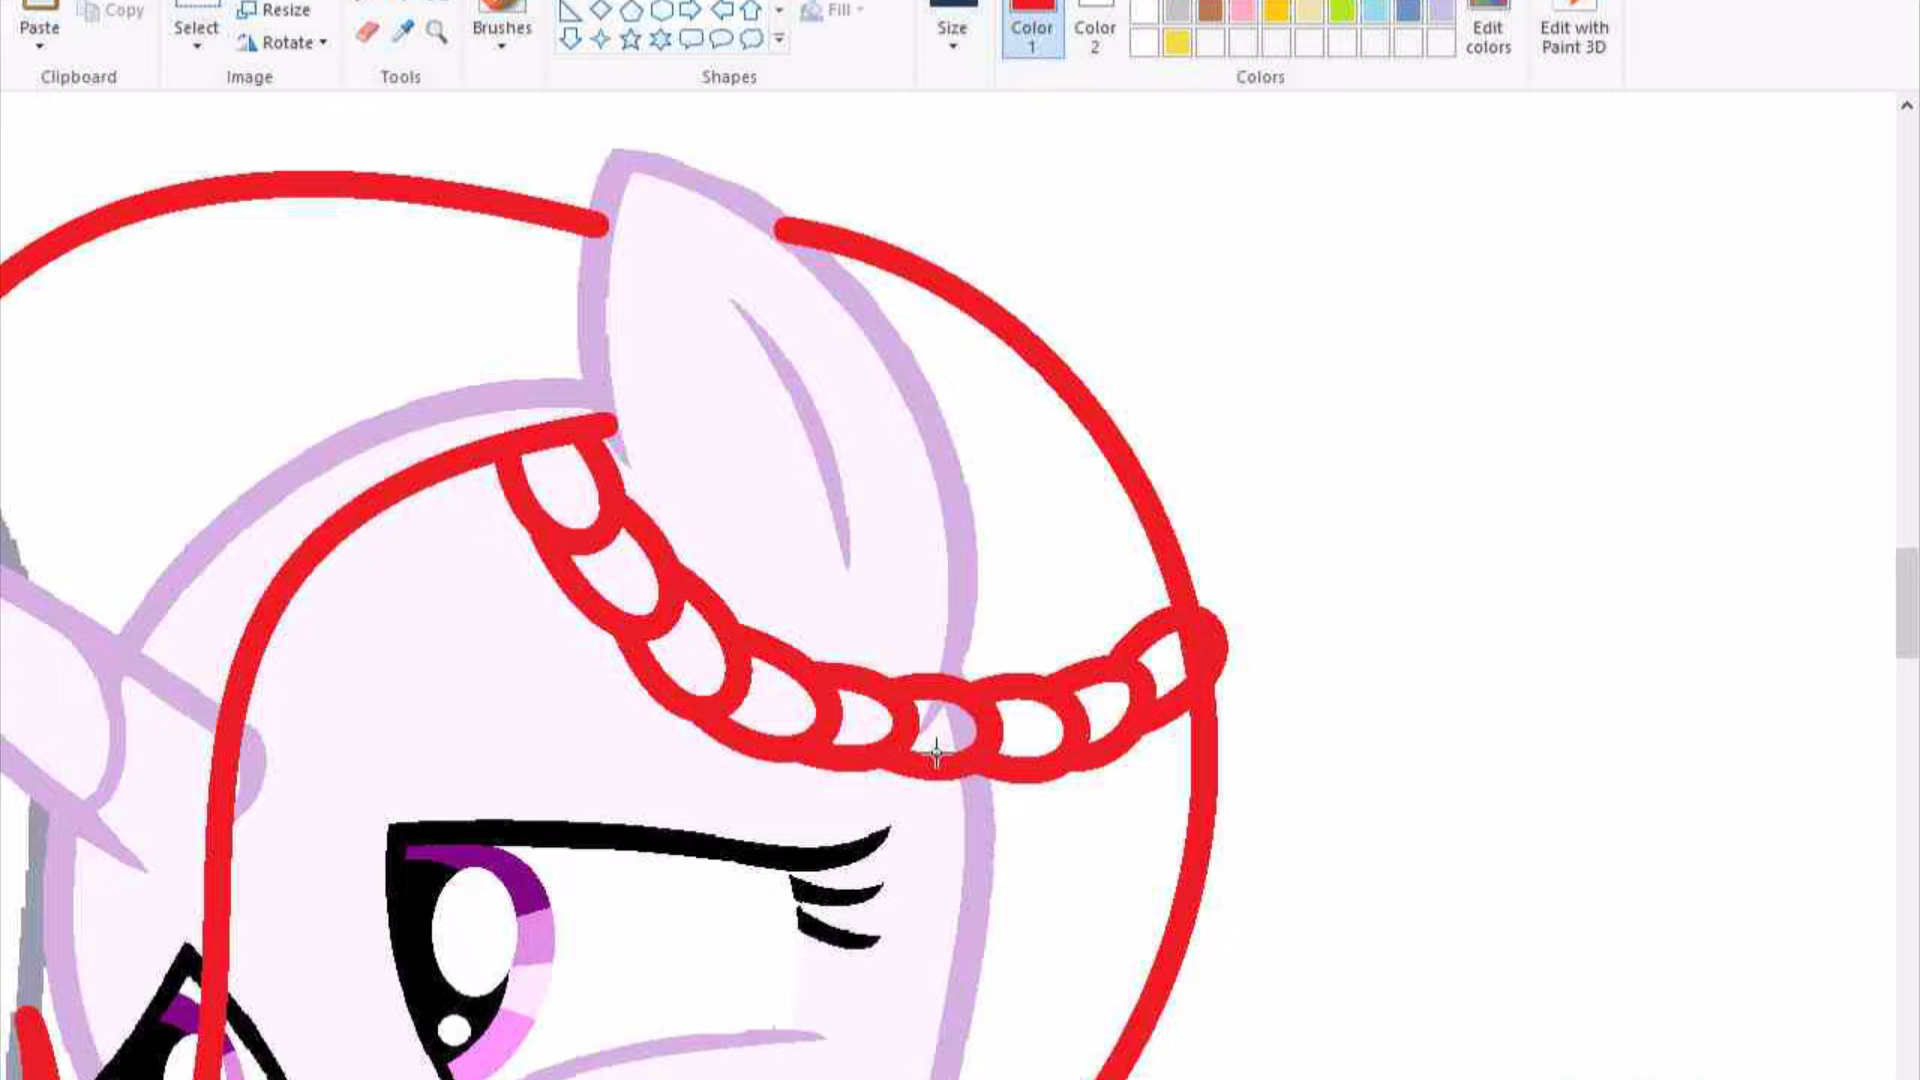 Copy
Resize
Fill
Paste
Select
Brushes
Size
Color
1
Color
2
Edit
colors
Edit with
Paint 3D
Rotate
Clipboard
Image
Tools
Shapes
Colors